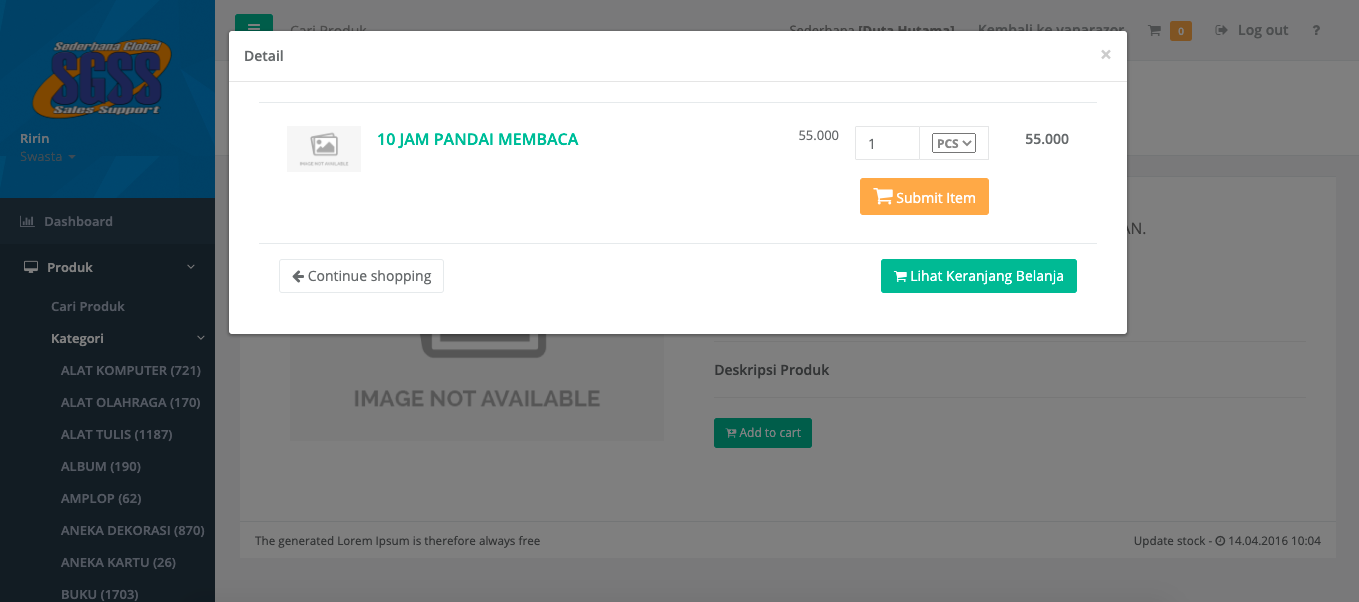 Sederhana Global
SGSS
Sales Support
Ririn
Swasta
Dashboard
Produk
Cari Produk
Kategori
ALAT KOMPUTER (721)
ALAT OLAHRAGA (170)
ALAT TULIS (1187)
ALBUM (190)
AMPLOP (62)
ANEKA DEKORASI (870)
ANEKA KARTU (26)
BUKU (1703)
Cari Produk
Sederhana [Duta Hutama]
Kembali ke vanarazor
0
Log out
?
Detail
×
IMAGE NOT AVAILABLE
10 JAM PANDAI MEMBACA
55.000
1
PCS
55.000
Submit Item
Continue shopping
Lihat Keranjang Belanja
AN.
IMAGE NOT AVAILABLE
Deskripsi Produk
Add to cart
The generated Lorem Ipsum is therefore always free
Update stock - 14.04.2016 10:04